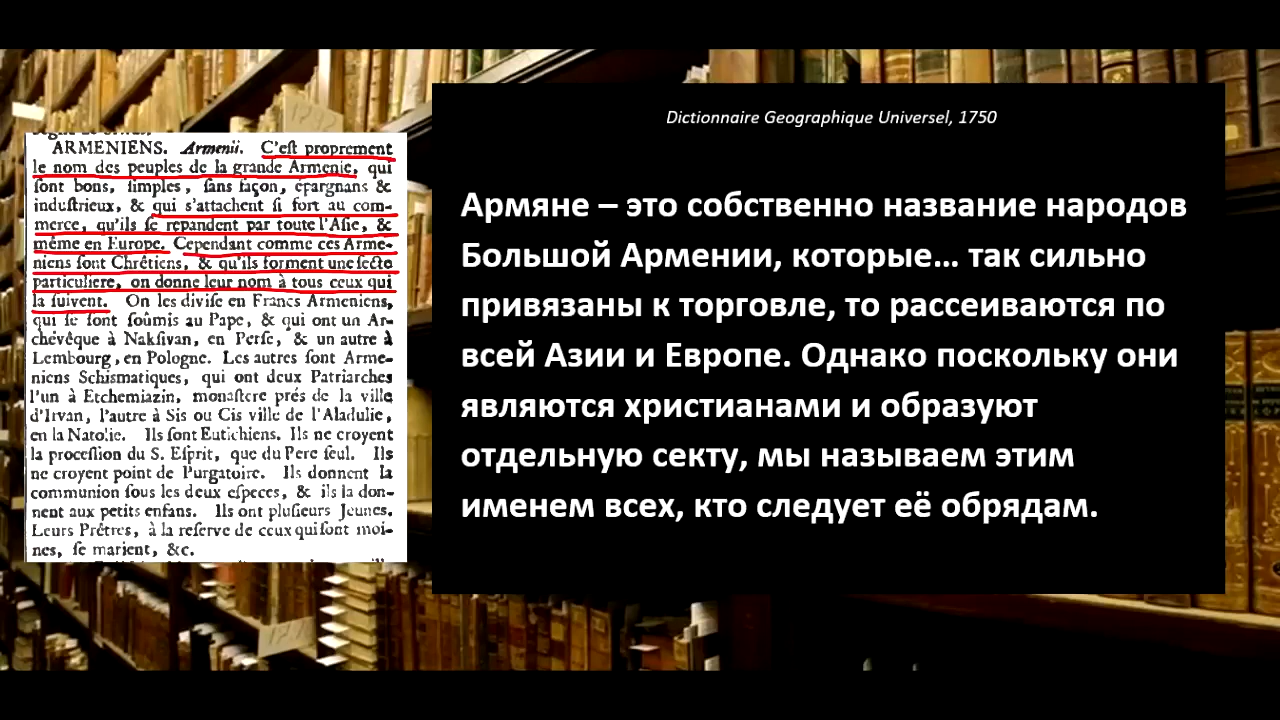 ARMENIENS. Armenii. C'eſt proprement
le nom des peuples de la grande Armenie, qui
ſont bons, ſimples, ſans façon, épargnans &
induſtrieux, & qui s'attachent ſi fort au com-
merce, qu'ils ſe répandent par toute l'Aſie, &
même en Europe. Cependant comme ces Arme-
niens ſont Chrêtiens, & qu'ils forment une ſecte
particuliere, on donne leur nom à tous ceux qui
la ſuivent. On les diviſe en Francs Armeniens,
qui ſe ſont ſoûmis au Pape, & qui ont un Ar-
chevêque à Nakſivan, en Perſe, & un autre à
Lembourg, en Pologne. Les autres ſont Arme-
niens Schismatiques, qui ont deux Patriarches
l'un à Etchemiazin, monaſtere prés de la ville
d'Irvan, l'autre à Sis ou Cis ville de l'Aladulie,
en la Natolie. Ils ſont Eutichiens. Ils ne croyent
la proceſſion du S. Eſprit, que du Pere ſeul. Ils
ne croyent point de Purgatoire. Ils donnent la
communion ſous les deux eſpeces, & ils la don-
nent aux petits enfans. Ils ont pluſieurs Jeunes.
Leurs Prêtres, à la reſerve de ceux qui ſont moi-
nes, ſe marient, &c.
Dictionnaire Geographique Universel, 1750
Армяне – это собственно название народов
Большой Армении, которые... так сильно
привязаны к торговле, то рассеиваются по
всей Азии и Европе. Однако поскольку они
являются христианами и образуют
отдельную секту, мы называем этим
именем всех, кто следует её обрядам.